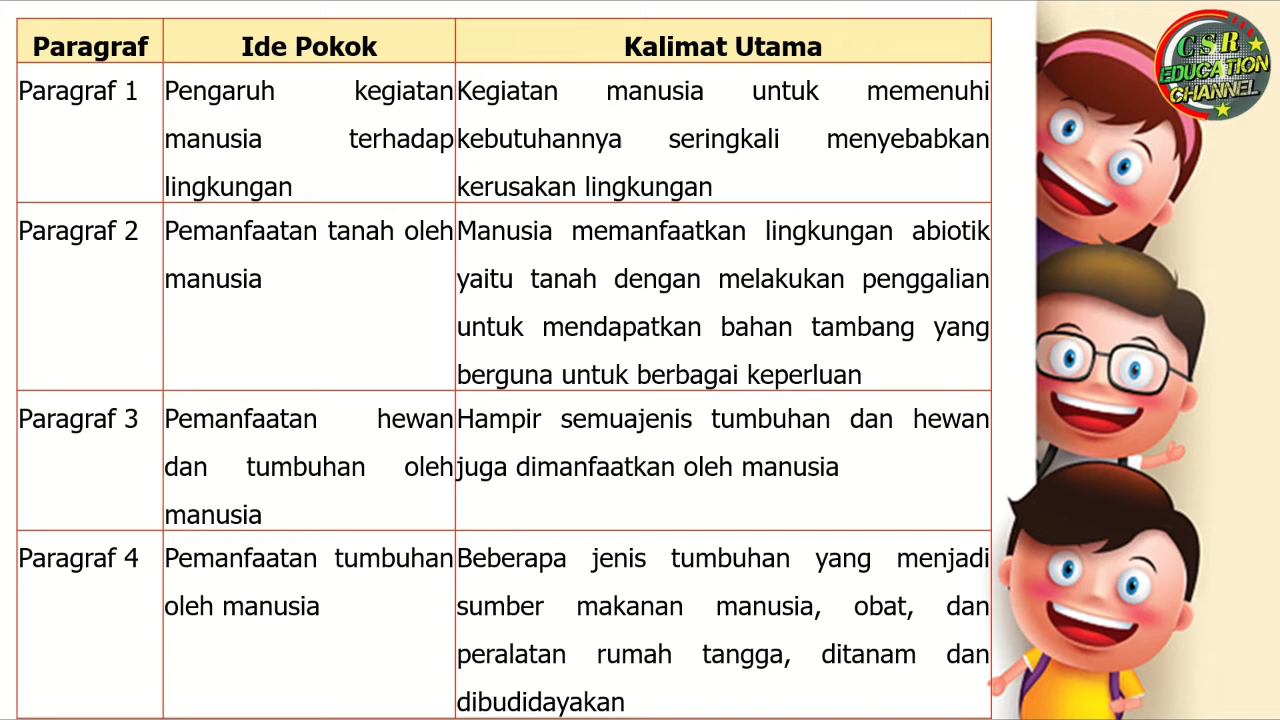 Paragraf Ide Pokok Kalimat Utama
Paragraf 1
Pengaruh kegiatan
manusia terhadap
lingkungan
Kegiatan manusia untuk memenuhi
kebutuhannya seringkali menyebabkan
kerusakan lingkungan
Paragraf 2
Pemanfaatan tanah oleh
manusia
Manusia memanfaatkan lingkungan abiotik
yaitu tanah dengan melakukan penggalian
untuk mendapatkan bahan tambang yang
berguna untuk berbagai keperluan
Paragraf 3
Pemanfaatan hewan
dan tumbuhan oleh
manusia
Hampir semuajenis tumbuhan dan hewan
juga dimanfaatkan oleh manusia
Paragraf 4
Pemanfaatan tumbuhan
oleh manusia
Beberapa jenis tumbuhan yang menjadi
sumber makanan manusia, obat, dan
peralatan rumah tangga, ditanam dan
dibudidayakan
CSR
EDUCATION
CHANNEL